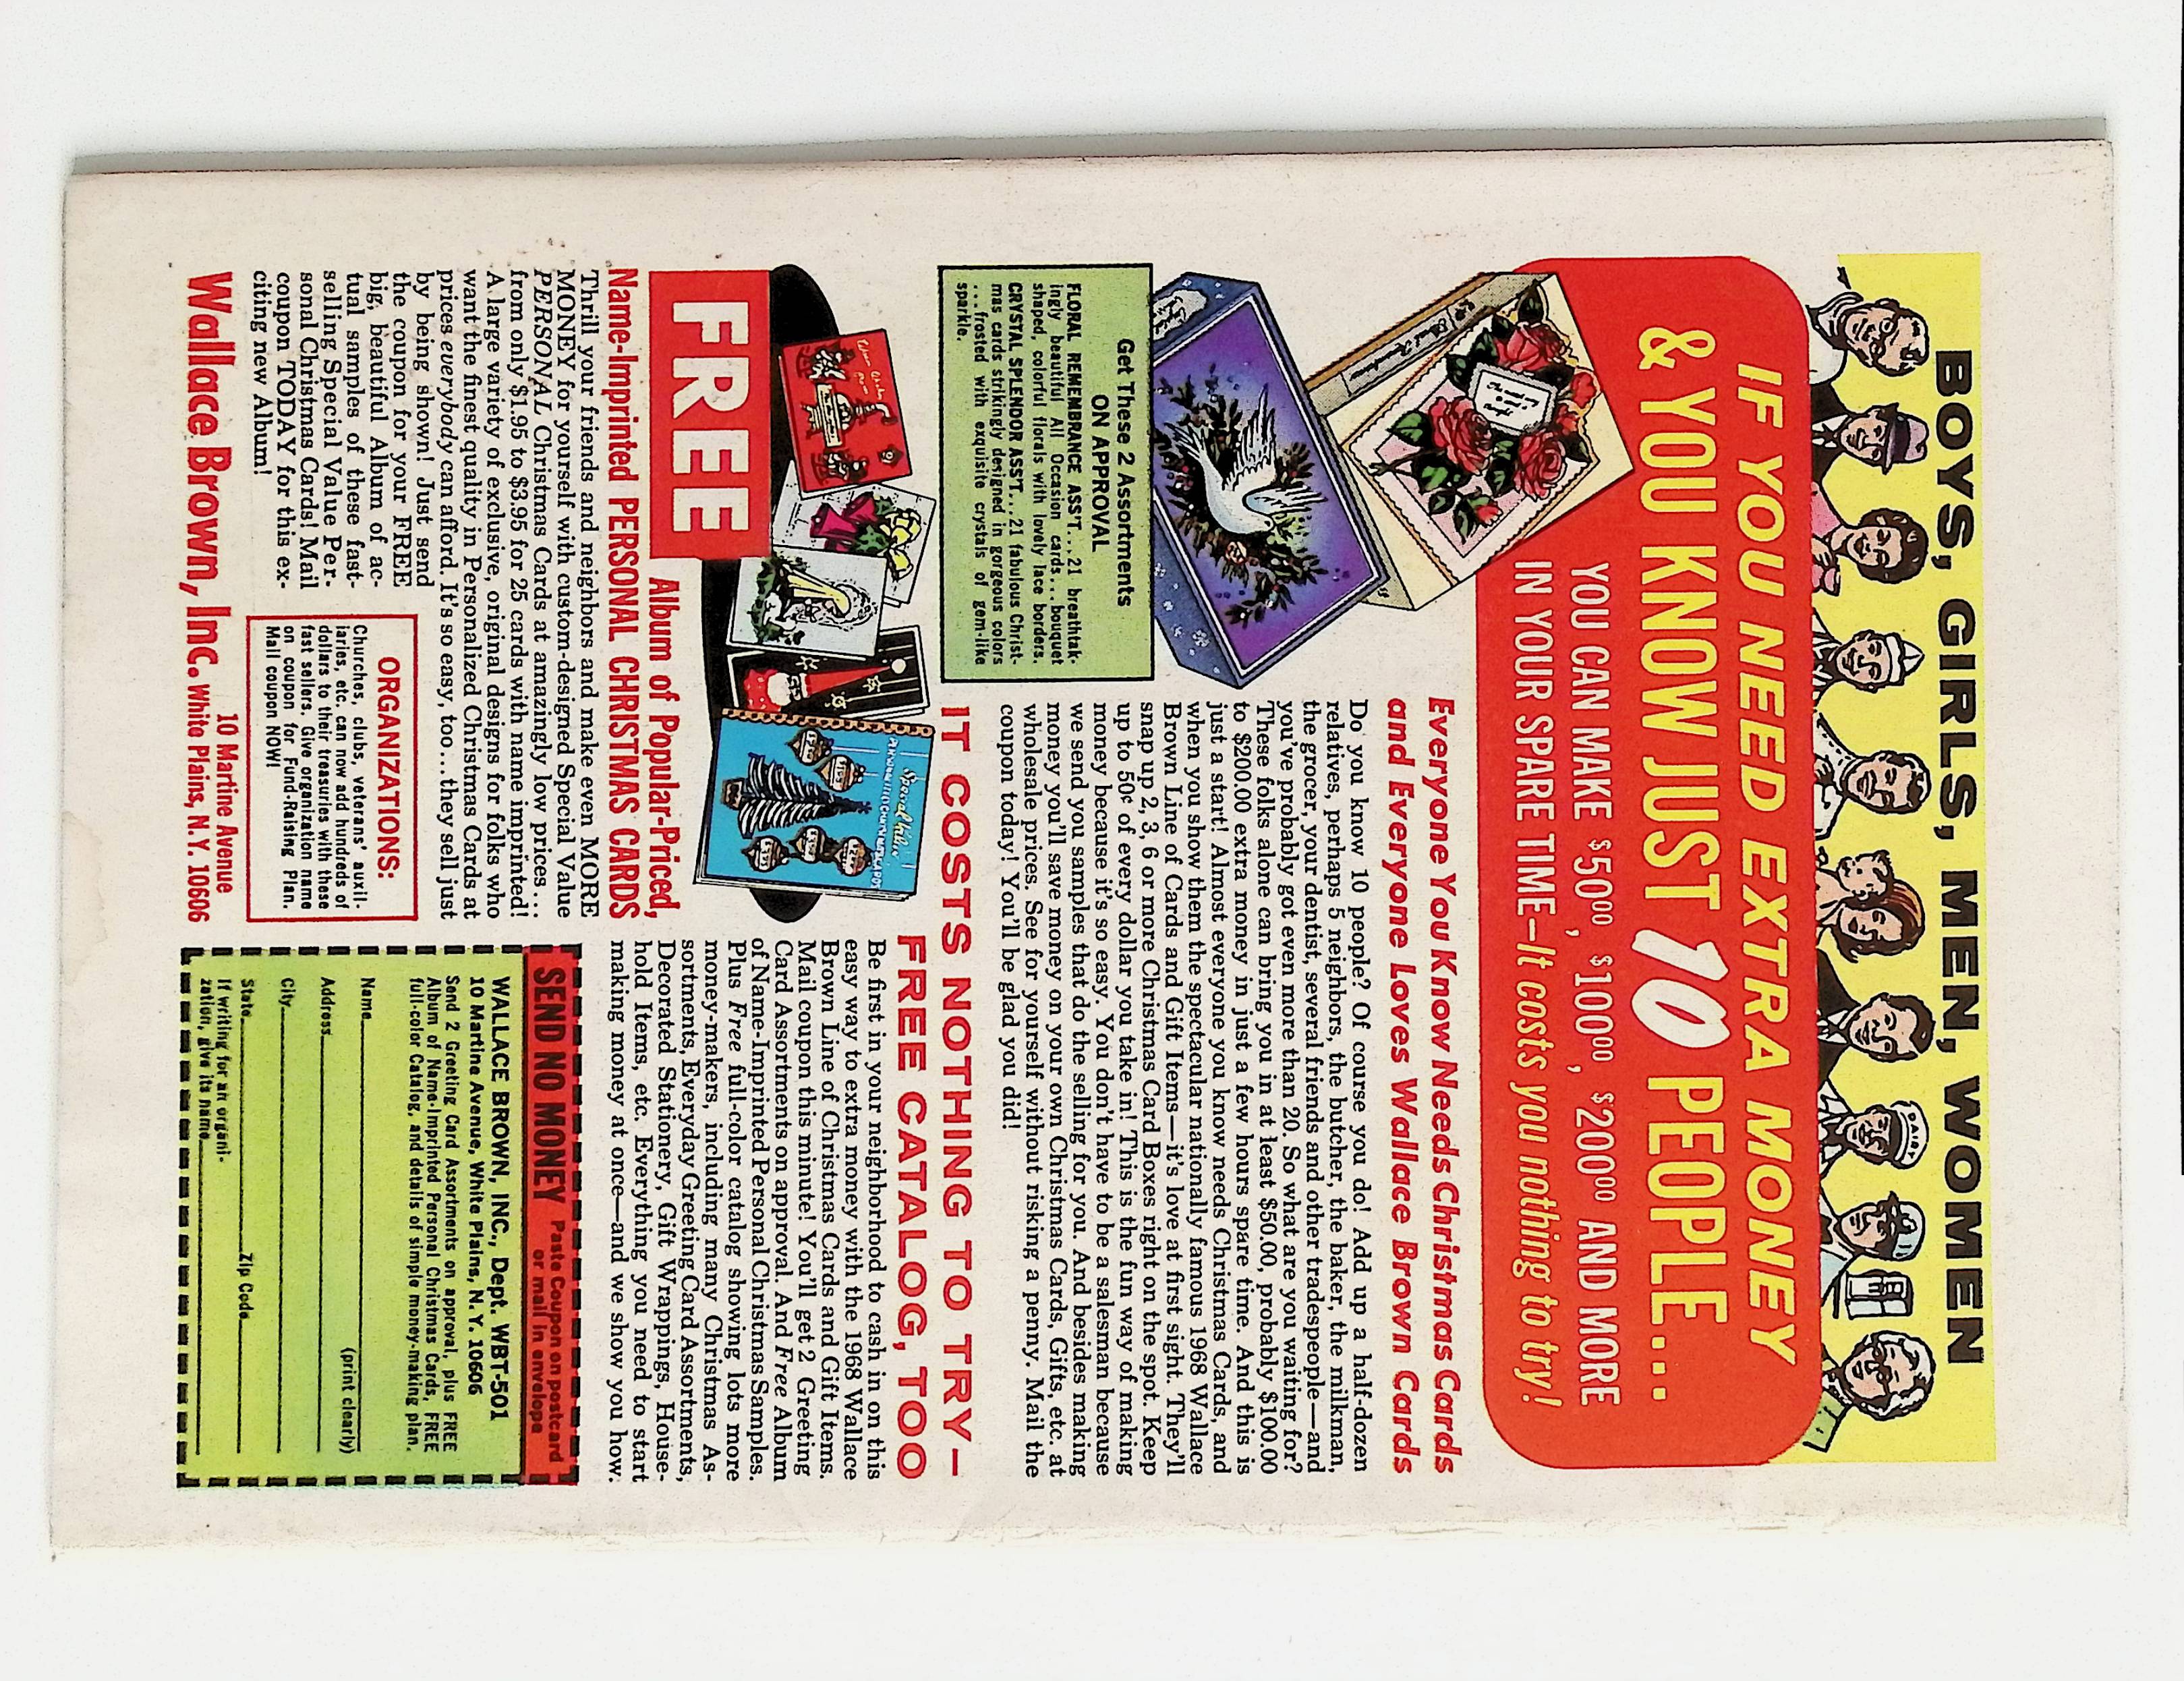 BOYS, GIRLS, MEN, WOMEN
DAIRY
IF YOU NEED EXTRA MONEY
& YOU KNOW JUST 10 PEOPLE...
YOU CAN MAKE $50⁰⁰, $100⁰⁰, $200⁰⁰ AND MORE
IN YOUR SPARE TIME—It costs you nothing to try!
Everyone You Know Needs Christmas Cards
and Everyone Loves Wallace Brown Cards
Do you know 10 people? Of course you do! Add up a half-dozen
relatives, perhaps 5 neighbors, the butcher, the baker, the milkman,
the grocer, your dentist, several friends and other tradespeople—and
you've probably got even more than 20. So what are you waiting for?
These folks alone can bring you in at least $50.00, probably $100.00
to $200.00 extra money in just a few hours spare time. And this is
just a start! Almost everyone you know needs Christmas Cards, and
when you show them the spectacular nationally famous 1968 Wallace
Brown Line of Cards and Gift Items—it's love at first sight. They'll
snap up 2, 3, 6 or more Christmas Card Boxes right on the spot. Keep
up to 50¢ of every dollar you take in! This is the fun way of making
money because it's so easy. You don't have to be a salesman because
we send you samples that do the selling for you. And besides making
money you'll save money on your own Christmas Cards, Gifts, etc. at
wholesale prices. See for yourself without risking a penny. Mail the
coupon today! You'll be glad you did!
Get These 2 Assortments
ON APPROVAL
FLORAL REMEMBRANCE ASS'T...21 breathtak-
ingly beautiful All Occasion cards...bouquet
shaped, colorful florals with lovely lace borders.
CRYSTAL SPLENDOR ASST...21 fabulous Christ-
mas cards strikingly designed in gorgeous colors
...frosted with exquisite crystals of gem-like
sparkle.
IT COSTS NOTHING TO TRY—
FREE CATALOG, TOO
Be first in your neighborhood to cash in on this
easy way to extra money with the 1968 Wallace
Brown Line of Christmas Cards and Gift Items.
Mail coupon this minute! You'll get 2 Greeting
Card Assortments on approval. And Free Album
of Name-Imprinted Personal Christmas Samples.
Plus Free full-color catalog showing lots more
money-makers, including many Christmas As-
sortments, Everyday Greeting Card Assortments,
Decorated Stationery, Gift Wrappings, House-
hold Items, etc. Everything you need to start
making money at once—and we show you how.
FREE
Album of Popular-Priced,
Name-Imprinted PERSONAL CHRISTMAS CARDS
Thrill your friends and neighbors and make even MORE
MONEY for yourself with custom-designed Special Value
PERSONAL Christmas Cards at amazingly low prices...
from only $1.95 to $3.95 for 25 cards with name imprinted!
A large variety of exclusive, original designs for folks who
want the finest quality in Personalized Christmas Cards at
prices everybody can afford. It's so easy, too...they sell just
by being shown! Just send
the coupon for your FREE
big, beautiful Album of ac-
tual samples of these fast-
selling Special Value Per-
sonal Christmas Cards! Mail
coupon TODAY for this ex-
citing new Album!
ORGANIZATIONS:
Churches, clubs, veterans' auxil-
iaries, etc. can now add hundreds of
dollars to their treasuries with these
fast sellers. Give organization name
on coupon for Fund-Raising Plan.
Mail coupon NOW!
Wallace Brown, Inc. 10 Martine Avenue
White Plains, N.Y. 10606
SEND NO MONEY Paste Coupon on postcard
or mail in envelope
WALLACE BROWN, INC., Dept. WBT-501
10 Martine Avenue, White Plains, N. Y. 10606
Send 2 Greeting Card Assortments on approval, plus FREE
Album of Name-Imprinted Personal Christmas Cards, FREE
full-color Catalog, and details of simple money-making plan.
Name
(print clearly)
Address
City
State Zip Code
If writing for an organi-
zation, give its name